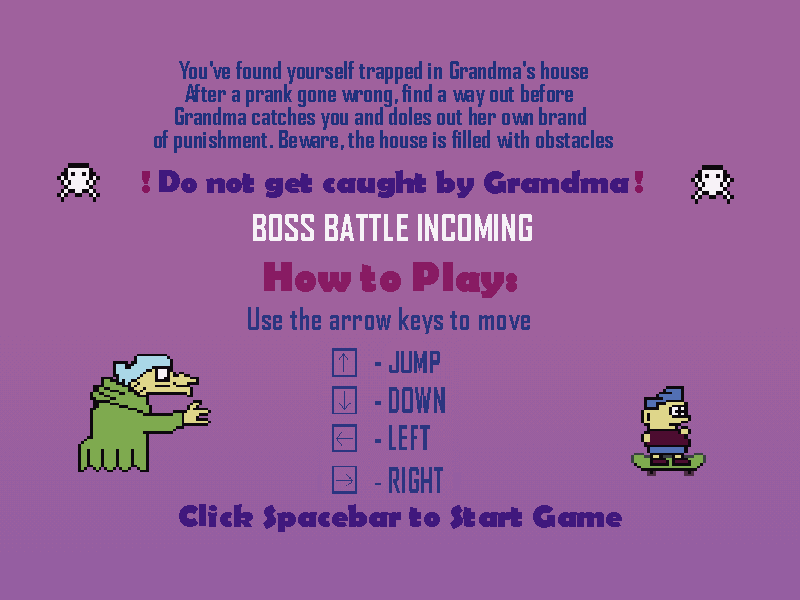 You've found yourself trapped in Grandma's house
After a prank gone wrong, find a way out before
Grandma catches you and doles out her own brand
of punishment. Beware, the house is filled with obstacles
! Do not get caught by Grandma !
BOSS BATTLE INCOMING
How to Play:
Use the arrow keys to move
↑ - JUMP
↓ - DOWN
← - LEFT
→ - RIGHT
Click Spacebar to Start Game